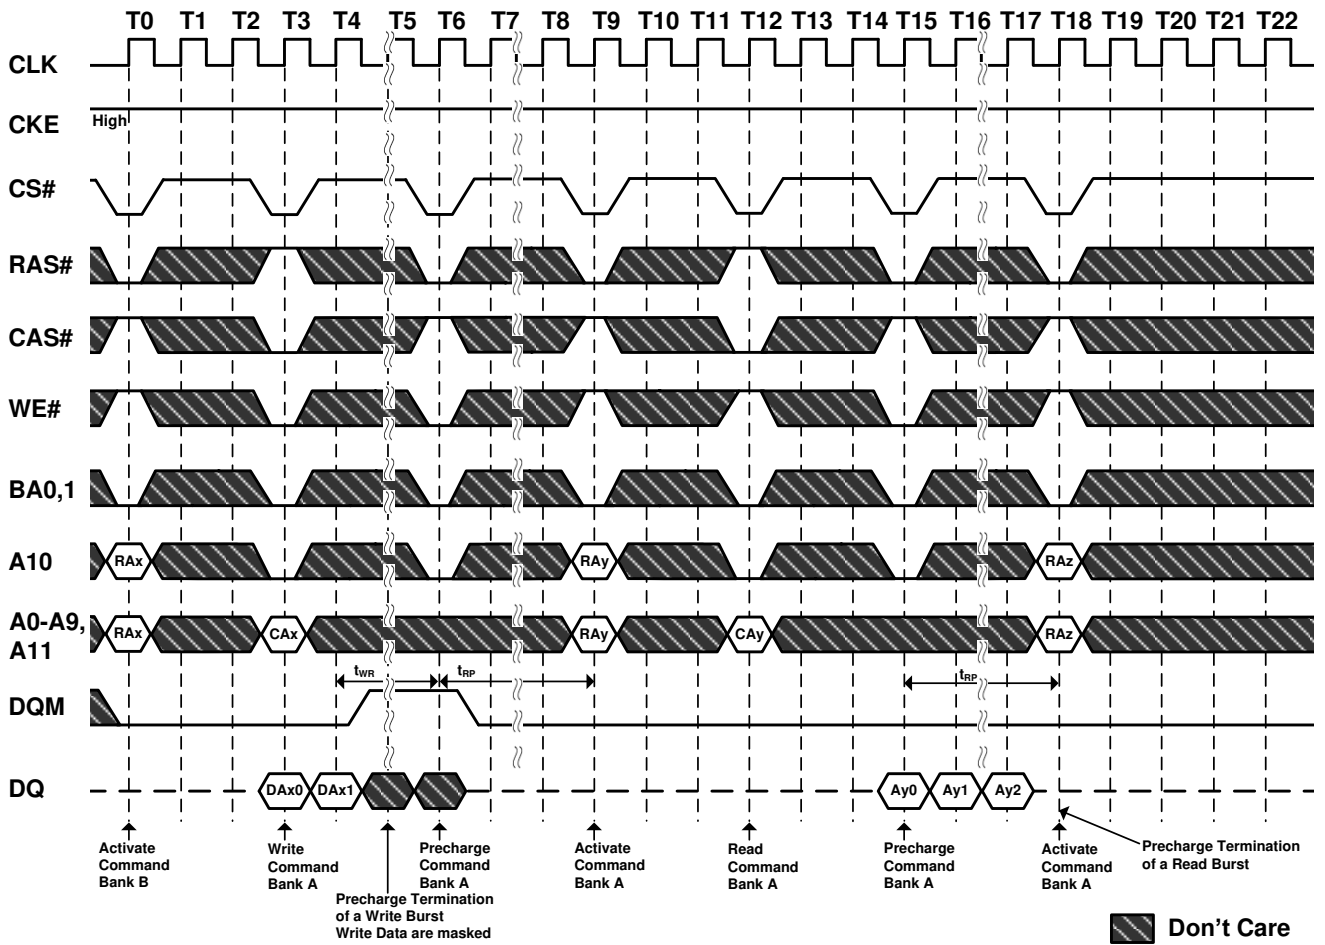 T0 T1 T2 T3 T4 T5 T6 T7 T8 T9 T10 T11 T12 T13 T14 T15 T16 T17 T18 T19 T20 T21 T22
CLK
CKE High
CS#
RAS#
CAS#
WE#
BA0,1
A10 RAx RAy RAz
A0-A9,
A11 RAx CAx RAy CAy RAz
tWR tRP tRP
DQM
DQ DAx0 DAx1 Ay0 Ay1 Ay2
Activate
Command
Bank B
Write
Command
Bank A
Precharge Termination
of a Write Burst
Write Data are masked
Precharge
Command
Bank A
Activate
Command
Bank A
Read
Command
Bank A
Precharge
Command
Bank A
Activate
Command
Bank A
Precharge Termination
of a Read Burst
Don't Care